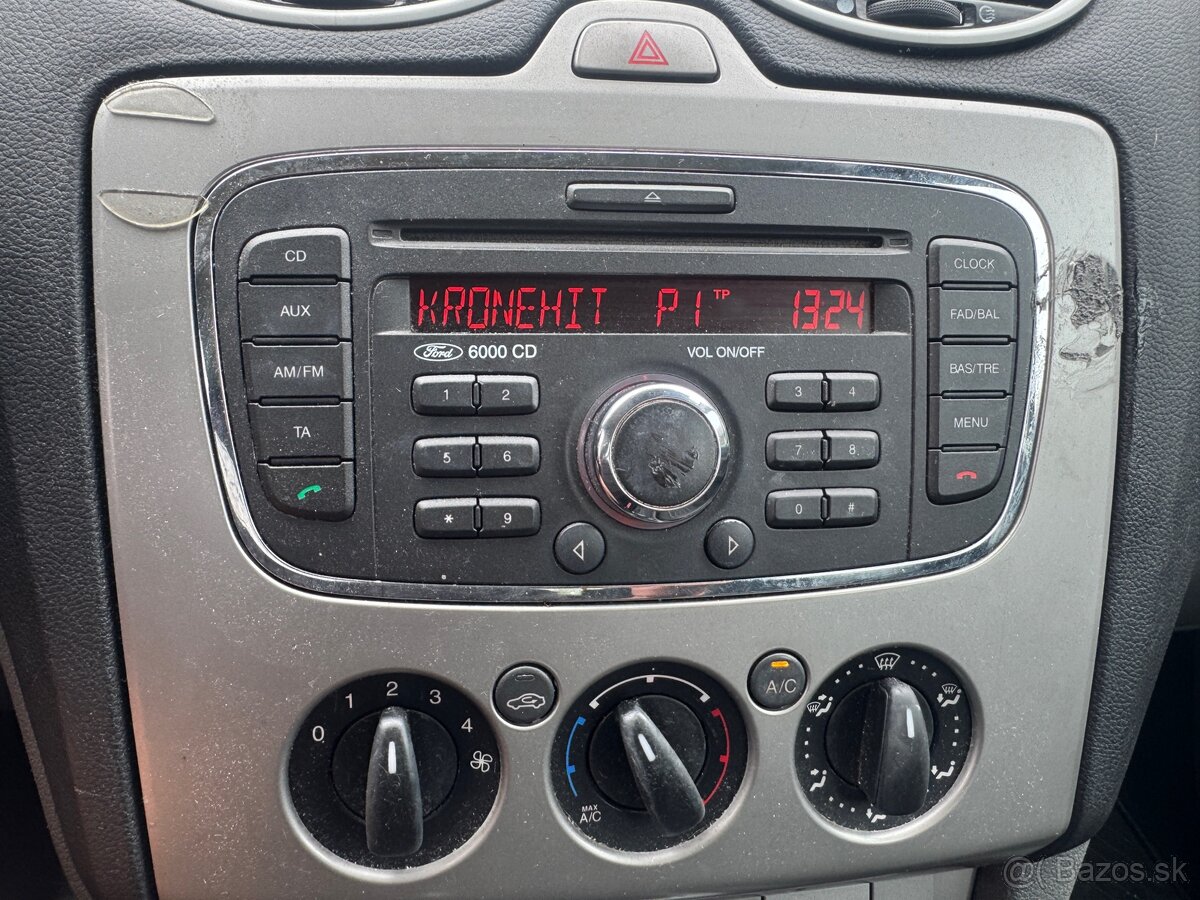 KRONEHIT P1 TP 13:24
Ford 6000 CD
VOL ON/OFF
CD
AUX
AM/FM
TA
1 2
5 6
* 9
3 4
7 8
0 #
CLOCK
FAD/BAL
BAS/TRE
MENU
0 1 2 3 4
MAX
A/C
A/C
Bazos.sk